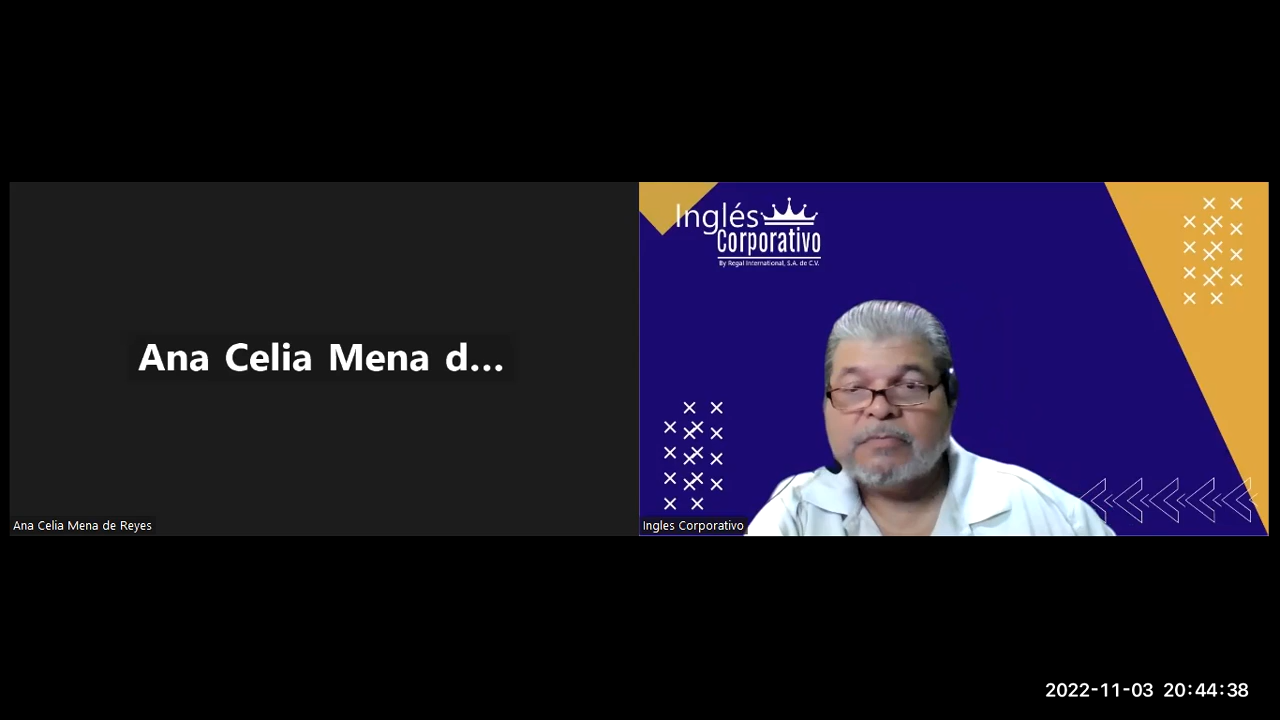 Ana Celia Mena d...
Ana Celia Mena de Reyes
Inglés
Corporativo
By Regal International, S.A. de C.V.
Ingles Corporativo
2022-11-03 20:44:38